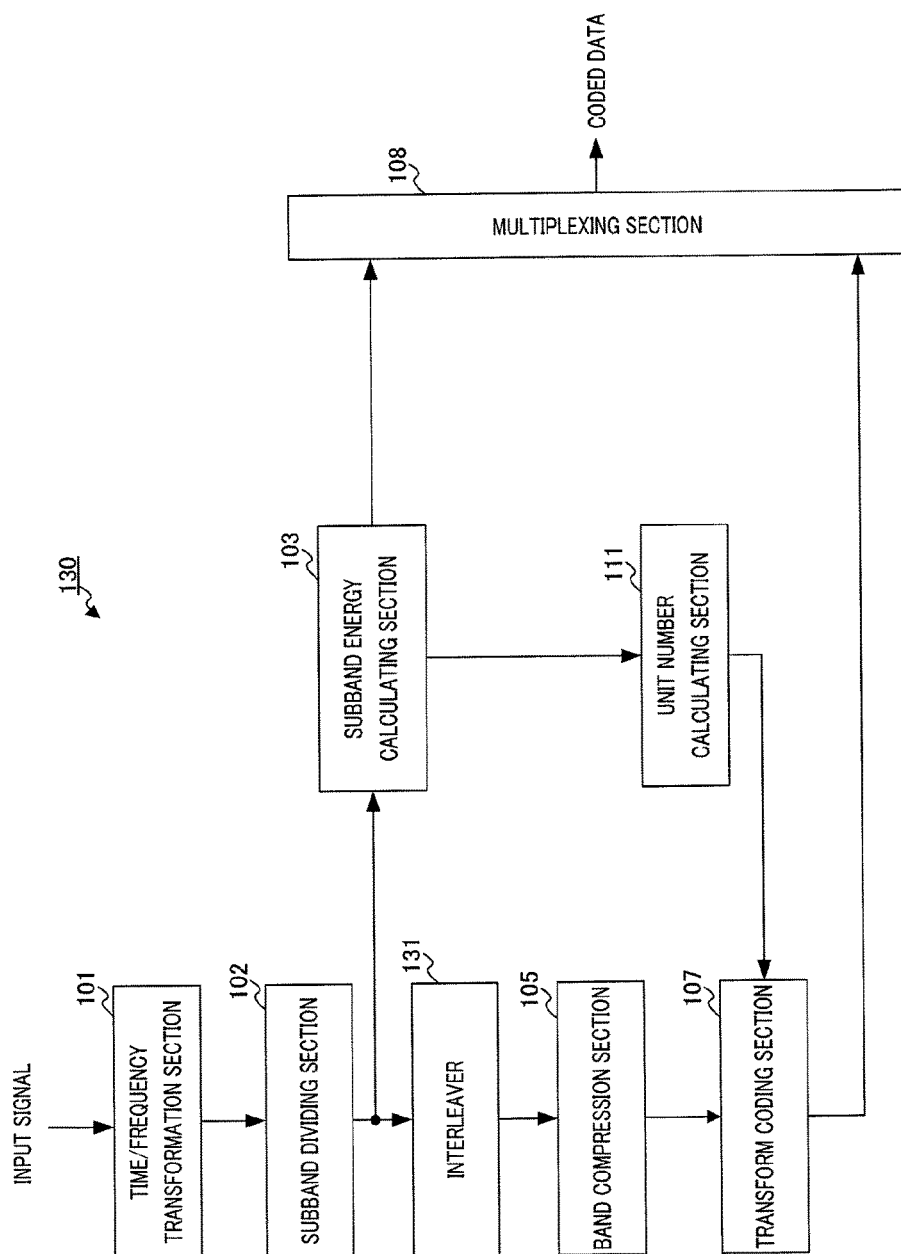 130
INPUT SIGNAL
101
TIME/FREQUENCY
TRANSFORMATION SECTION
102
SUBBAND DIVIDING SECTION
103
SUBBAND ENERGY
CALCULATING SECTION
131
INTERLEAVER
105
BAND COMPRESSION SECTION
111
UNIT NUMBER
CALCULATING SECTION
107
TRANSFORM CODING SECTION
108
MULTIPLEXING SECTION
CODED DATA